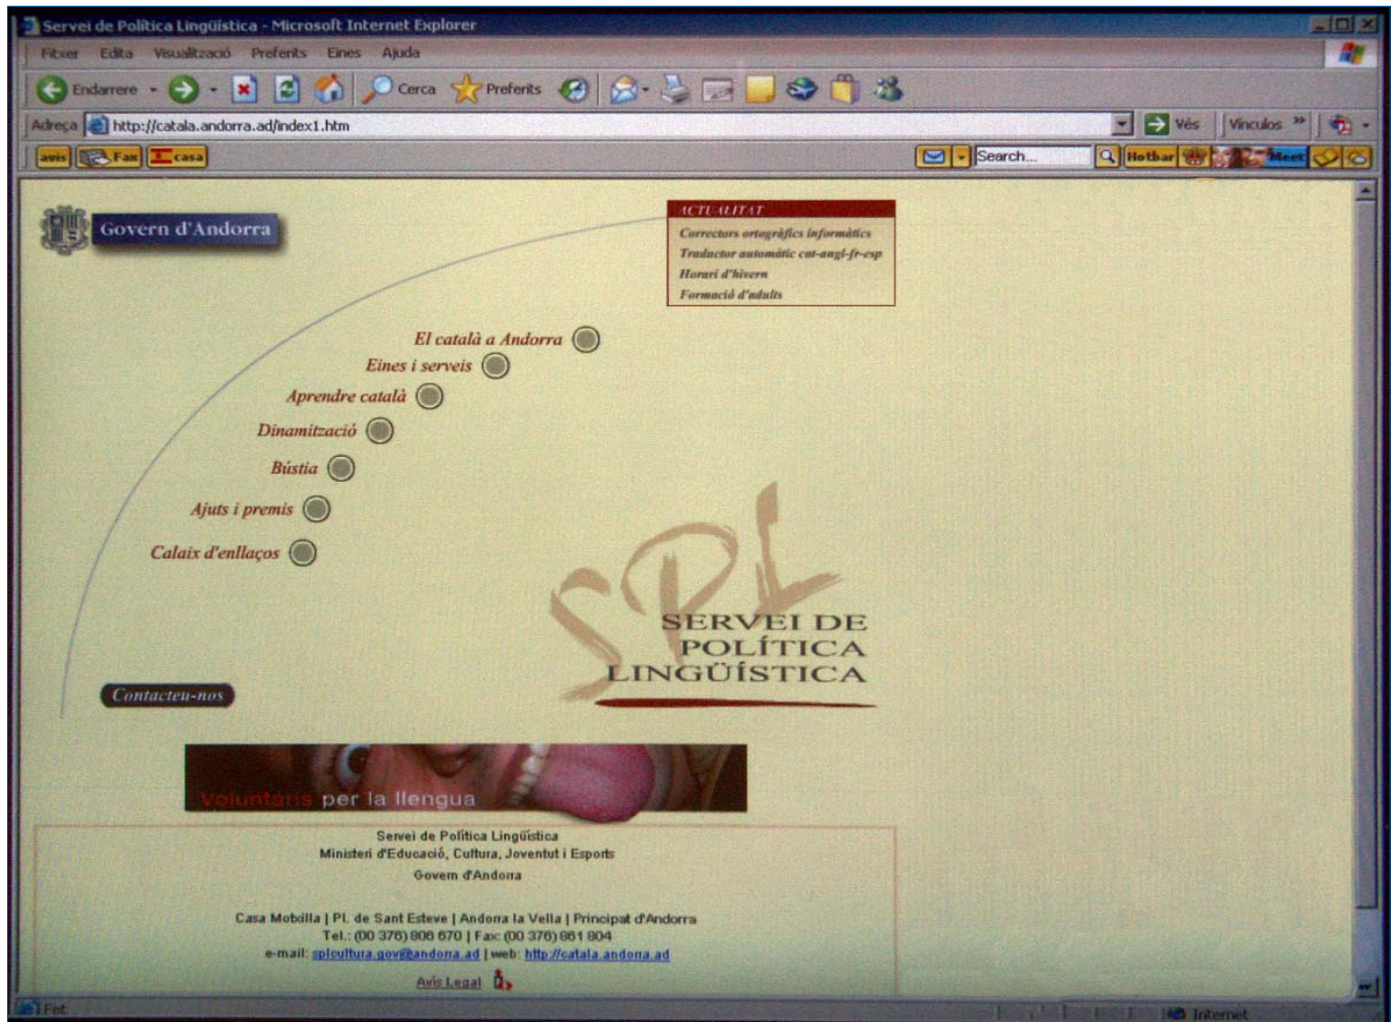 Servei de Política Lingüística - Microsoft Internet Explorer
Fitxer Edita Visualització Preferits Eines Ajuda
Endarrere Cerca Preferits
Adreça http://catala.andorra.ad/index1.htm Vés Vínculos »
avis Fax casa Search... Hotbar Meet
Govern d'Andorra
ACTUALITAT
Correctors ortogràfics informàtics
Traductor automàtic cat-angl-fr-esp
Horari d'hivern
Formació d'adults
El català a Andorra
Eines i serveis
Aprendre català
Dinamització
Bústia
Ajuts i premis
Calaix d'enllaços
SPL
SERVEI DE
POLÍTICA
LINGÜÍSTICA
Contacteu-nos
Voluntaris per la llengua
Servei de Política Lingüística
Ministeri d'Educació, Cultura, Joventut i Esports
Govern d'Andorra
Casa Mobilla | Pl. de Sant Esteve | Andorra la Vella | Principat d'Andorra
Tel.: (00 376) 806 670 | Fax: (00 376) 861 804
e-mail: splcultura.gov@andorra.ad | web: http://catala.andorra.ad
Avís Legal
Fet Internet